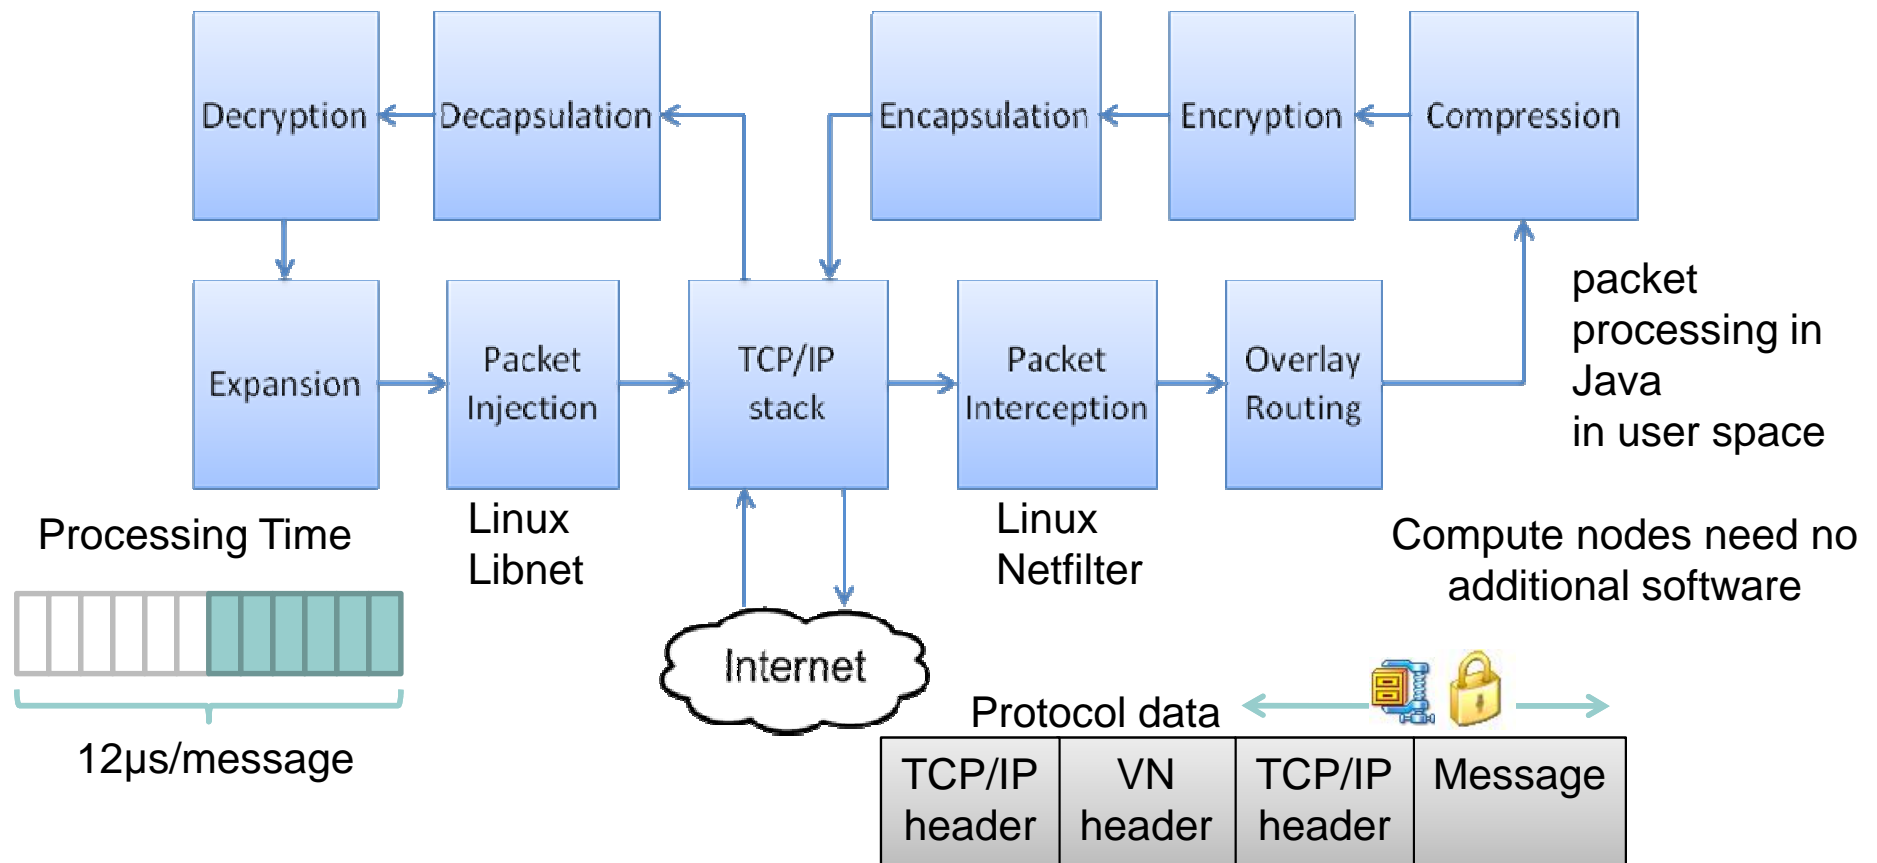 Decryption
Decapsulation
Encapsulation
Encryption
Compression
Expansion
Packet
Injection
TCP/IP
stack
Packet
Interception
Overlay
Routing
packet
processing in
Java
in user space
Processing Time
Linux
Libnet
Linux
Netfilter
Compute nodes need no
additional software
12µs/message
Internet
Protocol data
TCP/IP
header
VN
header
TCP/IP
header
Message